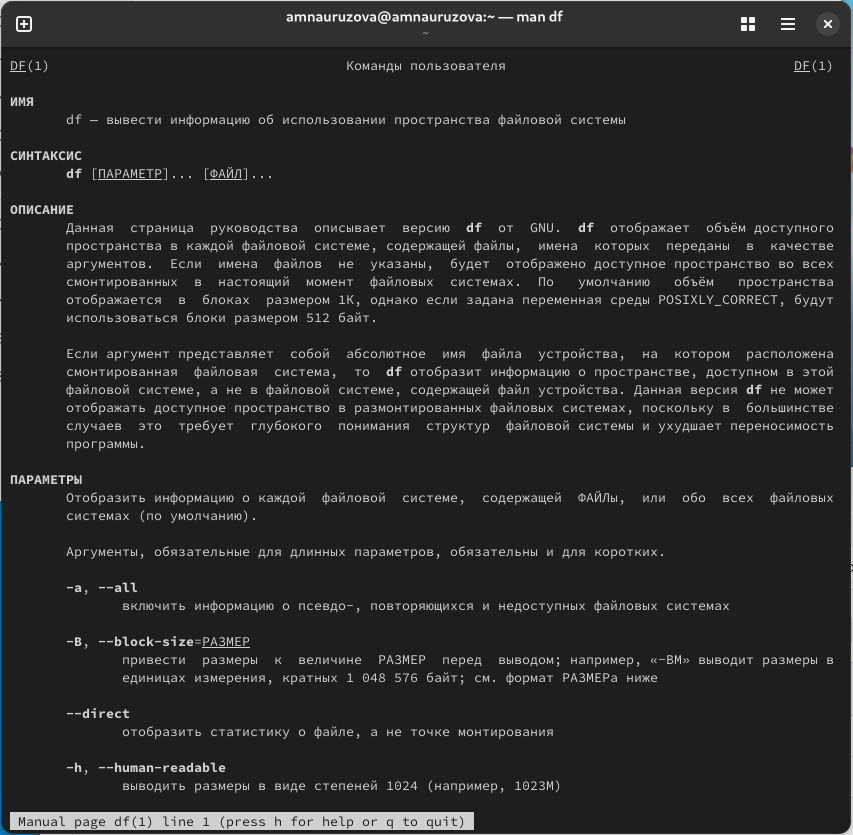 amnauruzova@amnauruzova:~ — man df
~
DF(1) Команды пользователя DF(1)
ИМЯ
df — вывести информацию об использовании пространства файловой системы
СИНТАКСИС
df [ПАРАМЕТР]... [ФАЙЛ]...
ОПИСАНИЕ
Данная страница руководства описывает версию df от GNU. df отображает объём доступного
пространства в каждой файловой системе, содержащей файлы, имена которых переданы в качестве
аргументов. Если имена файлов не указаны, будет отображено доступное пространство во всех
смонтированных в настоящий момент файловых системах. По умолчанию объём пространства
отображается в блоках размером 1K, однако если задана переменная среды POSIXLY_CORRECT, будут
использоваться блоки размером 512 байт.
Если аргумент представляет собой абсолютное имя файла устройства, на котором расположена
смонтированная файловая система, то df отобразит информацию о пространстве, доступном в этой
файловой системе, а не в файловой системе, содержащей файл устройства. Данная версия df не может
отображать доступное пространство в размонтированных файловых системах, поскольку в большинстве
случаев это требует глубокого понимания структур файловой системы и ухудшает переносимость
программы.
ПАРАМЕТРЫ
Отобразить информацию о каждой файловой системе, содержащей ФАЙЛы, или обо всех файловых
системах (по умолчанию).
Аргументы, обязательные для длинных параметров, обязательны и для коротких.
-a, --all
включить информацию о псевдо-, повторяющихся и недоступных файловых системах
-B, --block-size=РАЗМЕР
привести размеры к величине РАЗМЕР перед выводом; например, «-BM» выводит размеры в
единицах измерения, кратных 1 048 576 байт; см. формат РАЗМЕРа ниже
--direct
отобразить статистику о файле, а не точке монтирования
-h, --human-readable
выводить размеры в виде степеней 1024 (например, 1023M)
Manual page df(1) line 1 (press h for help or q to quit)